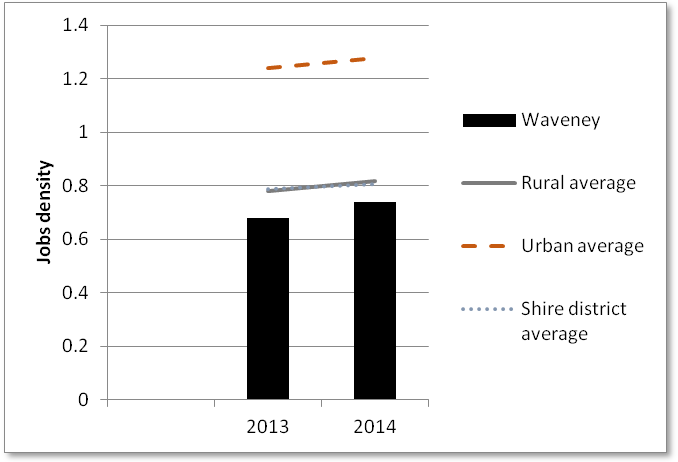 1.4
1.2
1
0.8
0.6
0.4
0.2
0
Jobs density
2013
2014
Waveney
Rural average
Urban average
Shire district
average